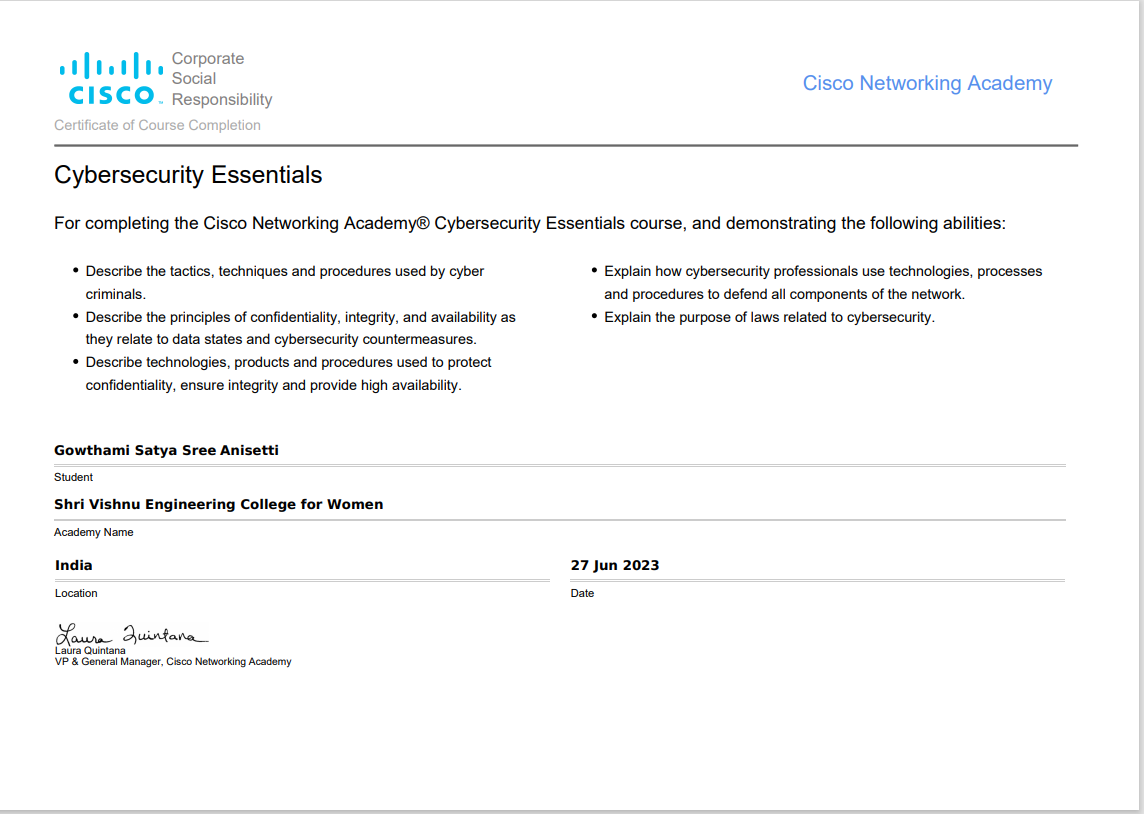 Corporate
Social
Responsibility
CISCO™
Cisco Networking Academy
Certificate of Course Completion
Cybersecurity Essentials
For completing the Cisco Networking Academy® Cybersecurity Essentials course, and demonstrating the following abilities:
• Describe the tactics, techniques and procedures used by cyber
criminals.
• Describe the principles of confidentiality, integrity, and availability as
they relate to data states and cybersecurity countermeasures.
• Describe technologies, products and procedures used to protect
confidentiality, ensure integrity and provide high availability.
• Explain how cybersecurity professionals use technologies, processes
and procedures to defend all components of the network.
• Explain the purpose of laws related to cybersecurity.
Gowthami Satya Sree Anisetti
Student
Shri Vishnu Engineering College for Women
Academy Name
India
Location
27 Jun 2023
Date
Laura Quintana
Laura Quintana
VP & General Manager, Cisco Networking Academy